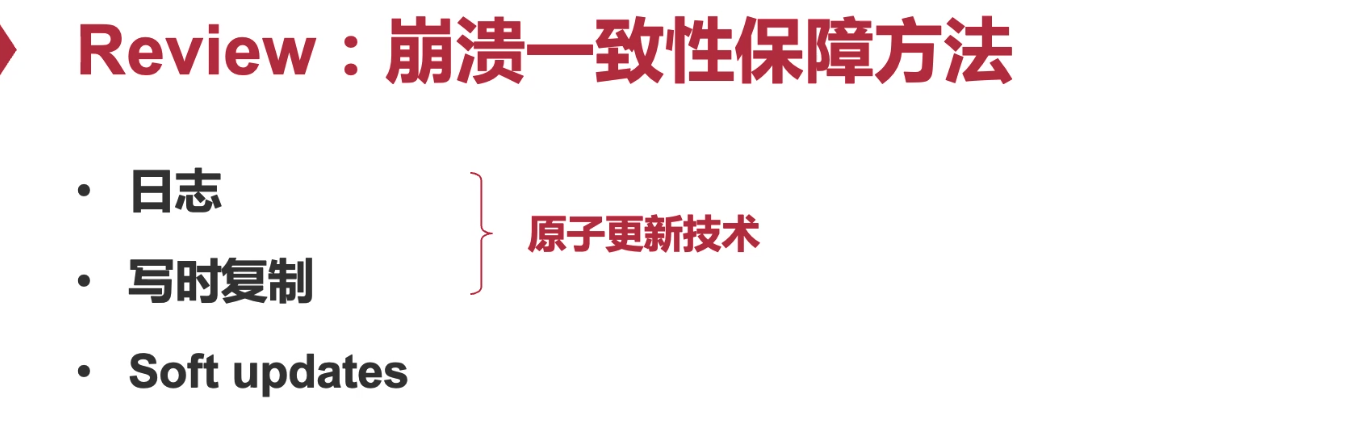 Review：崩溃一致性保障方法
• 日志
原子更新技术
• 写时复制
• Soft updates